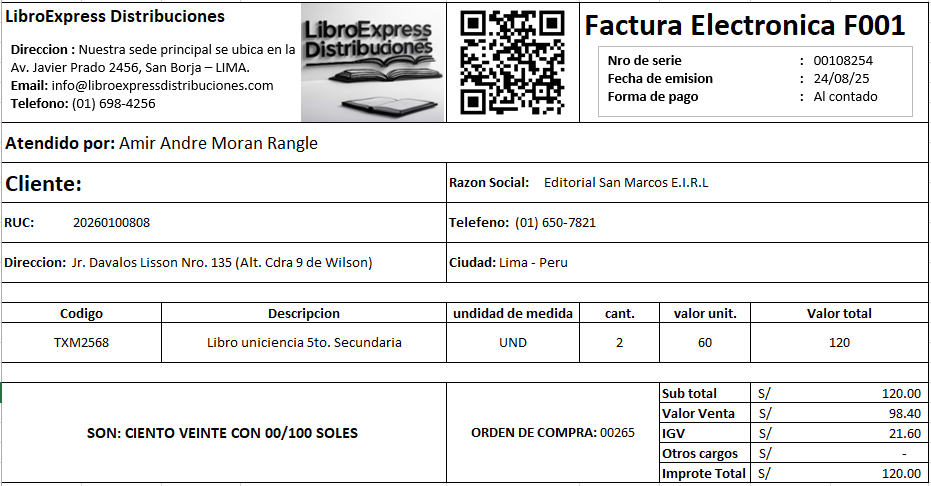 LibroExpress Distribuciones
Direccion : Nuestra sede principal se ubica en la
Av. Javier Prado 2456, San Borja – LIMA.
Email: info@libroexpressdistribuciones.com
Telefono: (01) 698-4256
LibroExpress
Distribuciones
Factura Electronica F001
Nro de serie : 00108254
Fecha de emision : 24/08/25
Forma de pago : Al contado
Atendido por: Amir Andre Moran Rangle
Cliente:
Razon Social: Editorial San Marcos E.I.R.L
RUC: 20260100808
Telefeno: (01) 650-7821
Direccion: Jr. Davalos Lisson Nro. 135 (Alt. Cdra 9 de Wilson)
Ciudad: Lima - Peru
Codigo Descripcion undidad de medida cant. valor unit. Valor total
TXM2568 Libro uniciencia 5to. Secundaria UND 2 60 120
SON: CIENTO VEINTE CON 00/100 SOLES
ORDEN DE COMPRA: 00265
Sub total S/ 120.00
Valor Venta S/ 98.40
IGV S/ 21.60
Otros cargos S/ -
Improte Total S/ 120.00